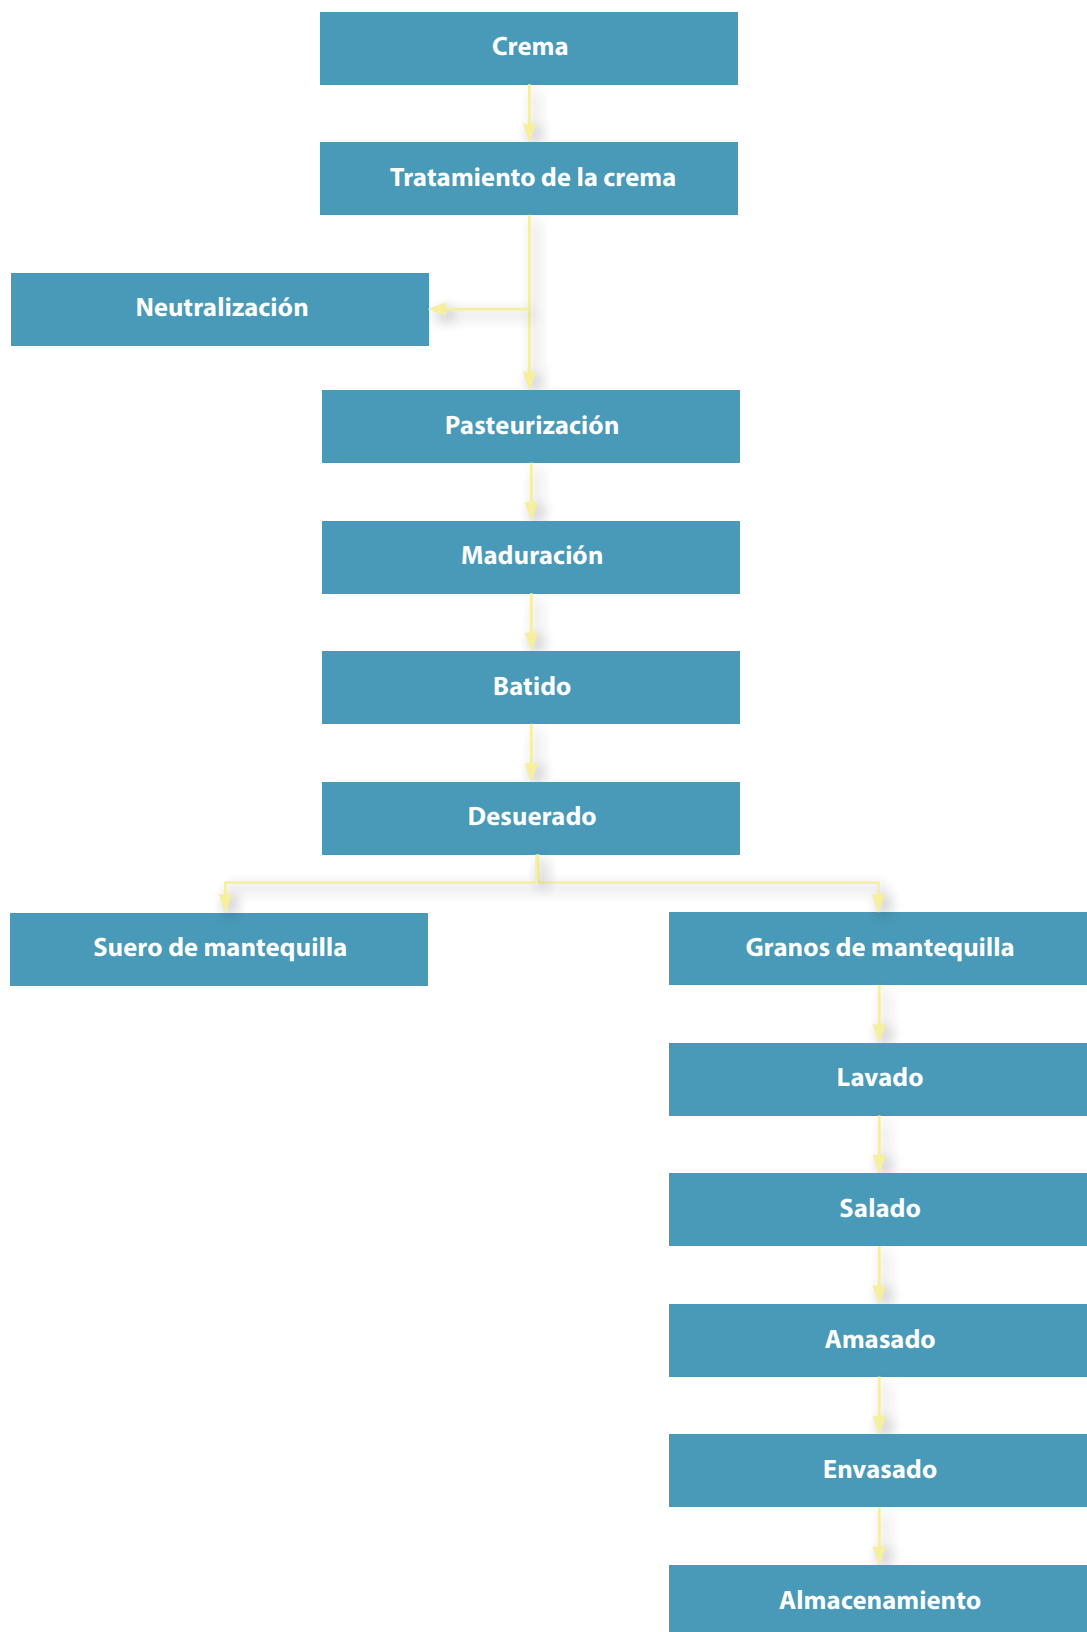 Crema
Tratamiento de la crema
Neutralización
Pasteurización
Maduración
Batido
Desuerado
Suero de mantequilla
Granos de mantequilla
Lavado
Salado
Amasado
Envasado
Almacenamiento